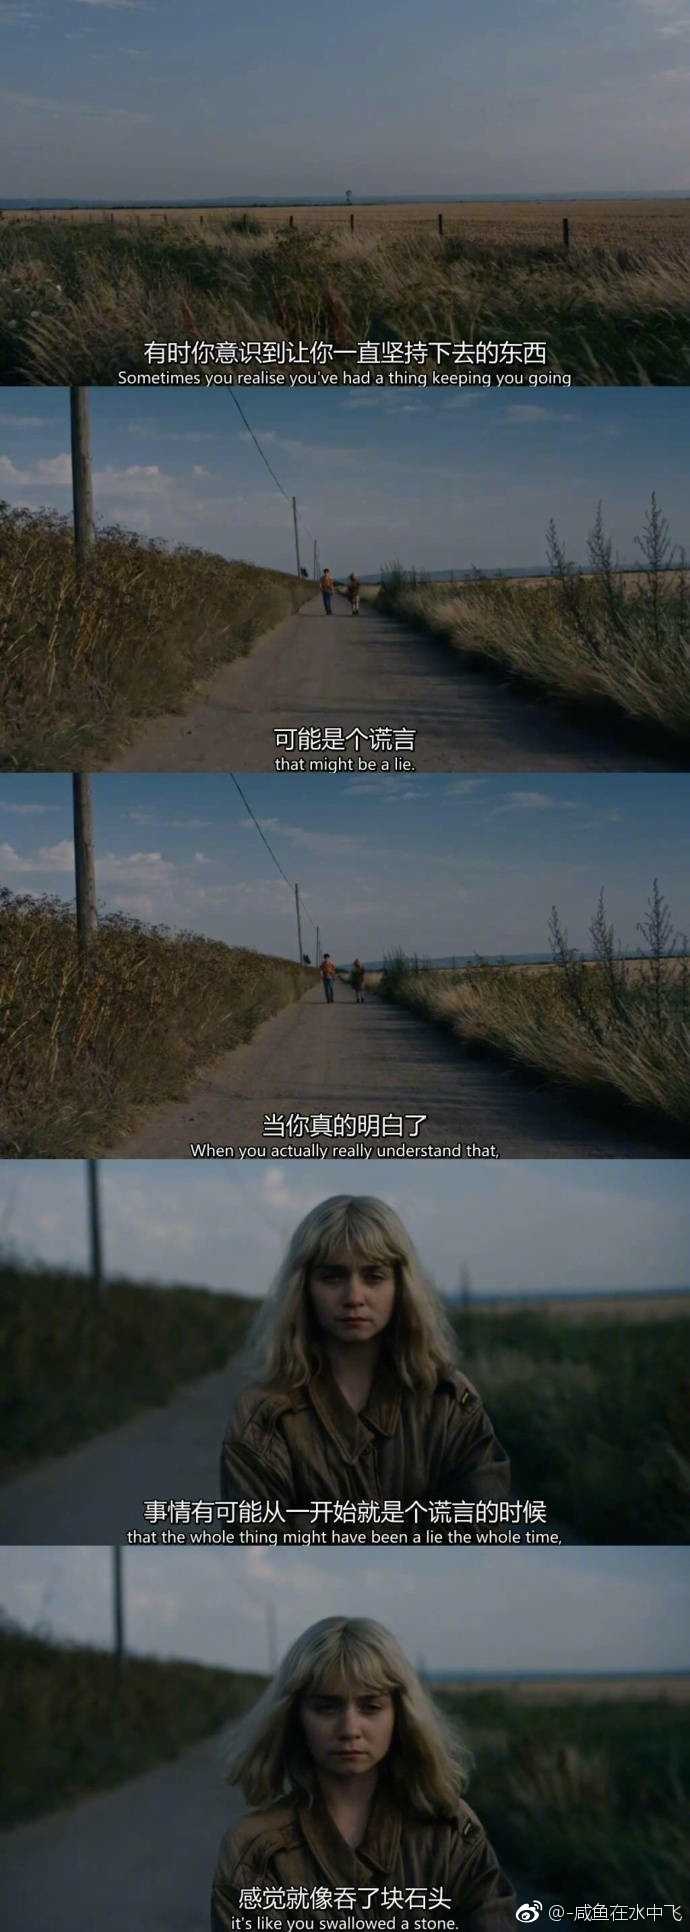 有时你意识到让你一直坚持下去的东西
Sometimes you realise you've had a thing keeping you going
可能是个谎言
that might be a lie.
当你真的明白了
When you actually really understand that,
事情有可能从一开始就是个谎言的时候
that the whole thing might have been a lie the whole time,
感觉就像吞了块石头
it's like you swallowed a stone.
@-咸鱼在水中飞